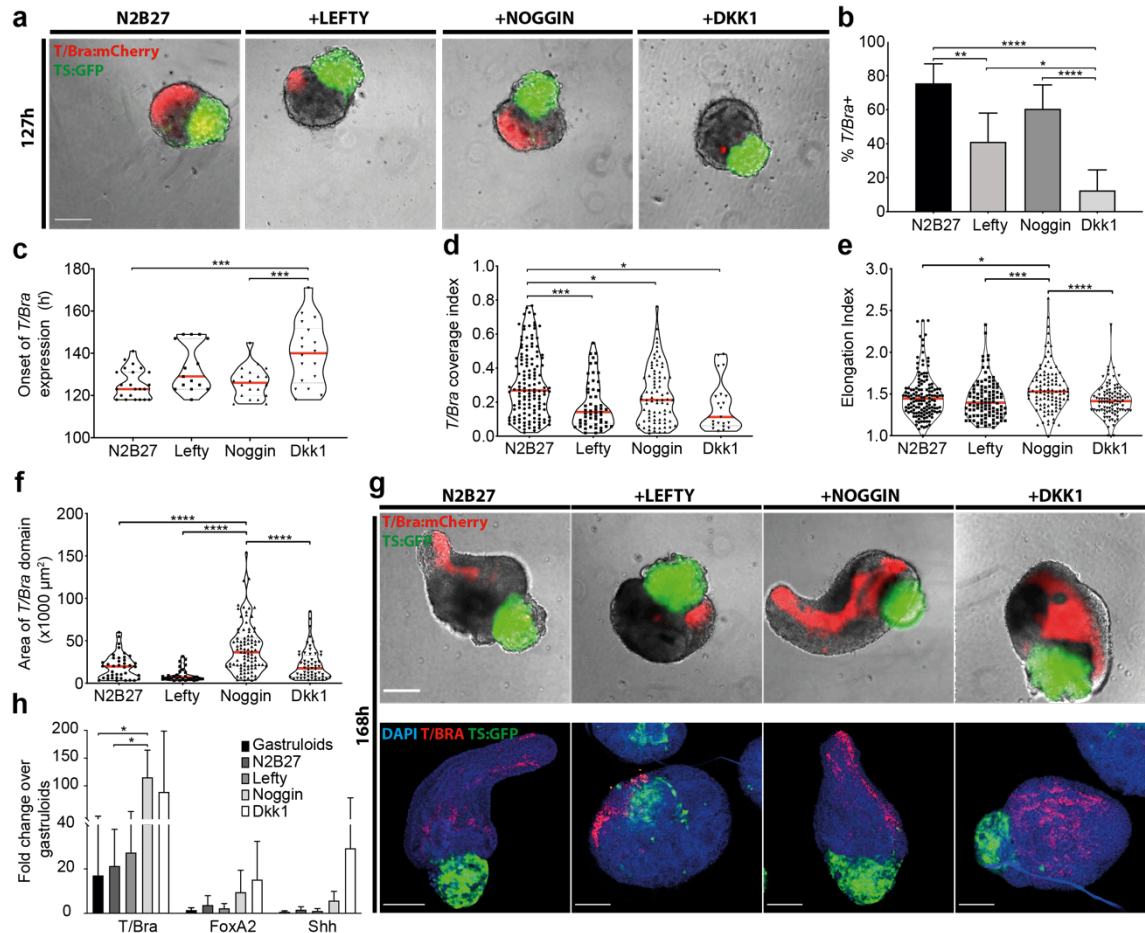 a
N2B27
+LEFTY
+NOGGIN
+DKK1
T/Bra:mCherry
TS:GFP
127h
b
% T/Bra+
100
80
60
40
20
0
**
****
*
****
N2B27
Lefty
Noggin
Dkk1
c
Onset of T/Bra
expression (h)
180
160
140
120
100
***
***
N2B27
Lefty
Noggin
Dkk1
d
T/Bra coverage index
1.0
0.8
0.6
0.4
0.2
0.0
*
*
***
N2B27
Lefty
Noggin
Dkk1
e
Elongation Index
3.0
2.5
2.0
1.5
1.0
*
***
****
N2B27
Lefty
Noggin
Dkk1
f
Area of T/Bra domain
(x1000 µm²)
200
150
100
50
0
****
****
****
N2B27
Lefty
Noggin
Dkk1
g
N2B27
+LEFTY
+NOGGIN
+DKK1
T/Bra:mCherry
TS:GFP
168h
DAPI T/BRA TS:GFP
h
Fold change over
gastruloids
200
150
100
50
40
20
0
*
*
Gastruloids
N2B27
Lefty
Noggin
Dkk1
T/Bra
FoxA2
Shh